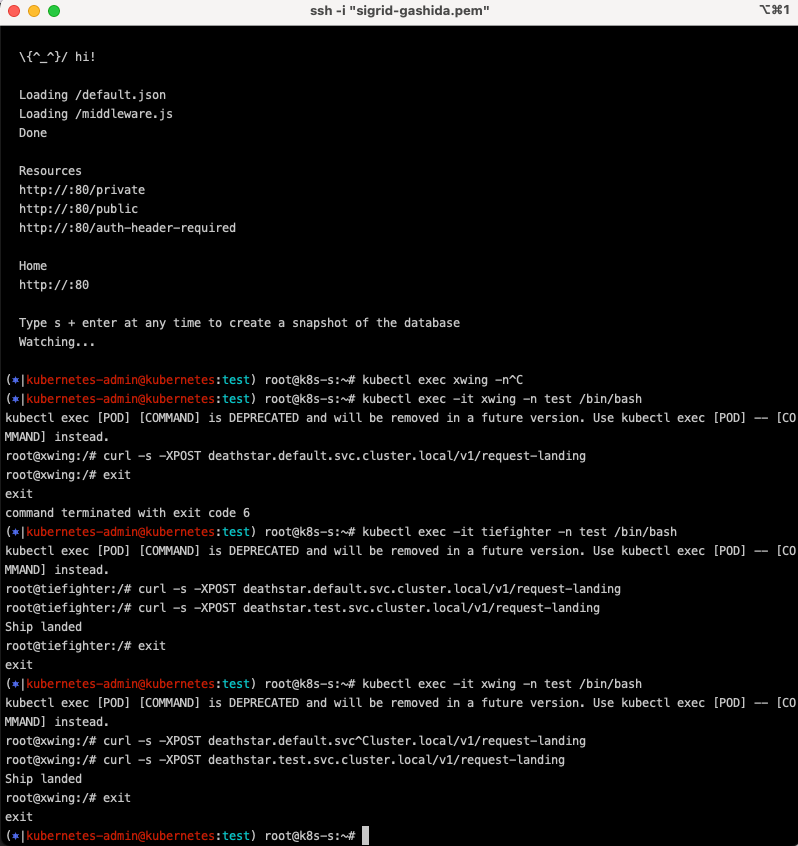 ssh -i "sigrid-gashida.pem"
⌥⌘1
\{^_^}/ hi!
Loading /default.json
Loading /middleware.js
Done
Resources
http://:80/private
http://:80/public
http://:80/auth-header-required
Home
http://:80
Type s + enter at any time to create a snapshot of the database
Watching...
(⎈|kubernetes-admin@kubernetes:test) root@k8s-s:~# kubectl exec xwing -n^C
(⎈|kubernetes-admin@kubernetes:test) root@k8s-s:~# kubectl exec -it xwing -n test /bin/bash
kubectl exec [POD] [COMMAND] is DEPRECATED and will be removed in a future version. Use kubectl exec [POD] -- [CO
MMAND] instead.
root@xwing:/# curl -s -XPOST deathstar.default.svc.cluster.local/v1/request-landing
root@xwing:/# exit
exit
command terminated with exit code 6
(⎈|kubernetes-admin@kubernetes:test) root@k8s-s:~# kubectl exec -it tiefighter -n test /bin/bash
kubectl exec [POD] [COMMAND] is DEPRECATED and will be removed in a future version. Use kubectl exec [POD] -- [CO
MMAND] instead.
root@tiefighter:/# curl -s -XPOST deathstar.default.svc.cluster.local/v1/request-landing
root@tiefighter:/# curl -s -XPOST deathstar.test.svc.cluster.local/v1/request-landing
Ship landed
root@tiefighter:/# exit
exit
(⎈|kubernetes-admin@kubernetes:test) root@k8s-s:~# kubectl exec -it xwing -n test /bin/bash
kubectl exec [POD] [COMMAND] is DEPRECATED and will be removed in a future version. Use kubectl exec [POD] -- [CO
MMAND] instead.
root@xwing:/# curl -s -XPOST deathstar.default.svc^Cluster.local/v1/request-landing
root@xwing:/# curl -s -XPOST deathstar.test.svc.cluster.local/v1/request-landing
Ship landed
root@xwing:/# exit
exit
(⎈|kubernetes-admin@kubernetes:test) root@k8s-s:~#